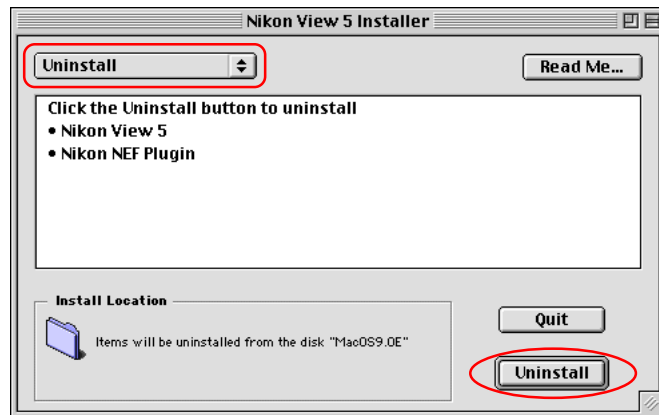 Nikon View 5 Installer
Uninstall
Read Me...
Click the Uninstall button to uninstall
• Nikon View 5
• Nikon NEF Plugin
Install Location
Items will be uninstalled from the disk "MacOS9.0E"
Quit
Uninstall